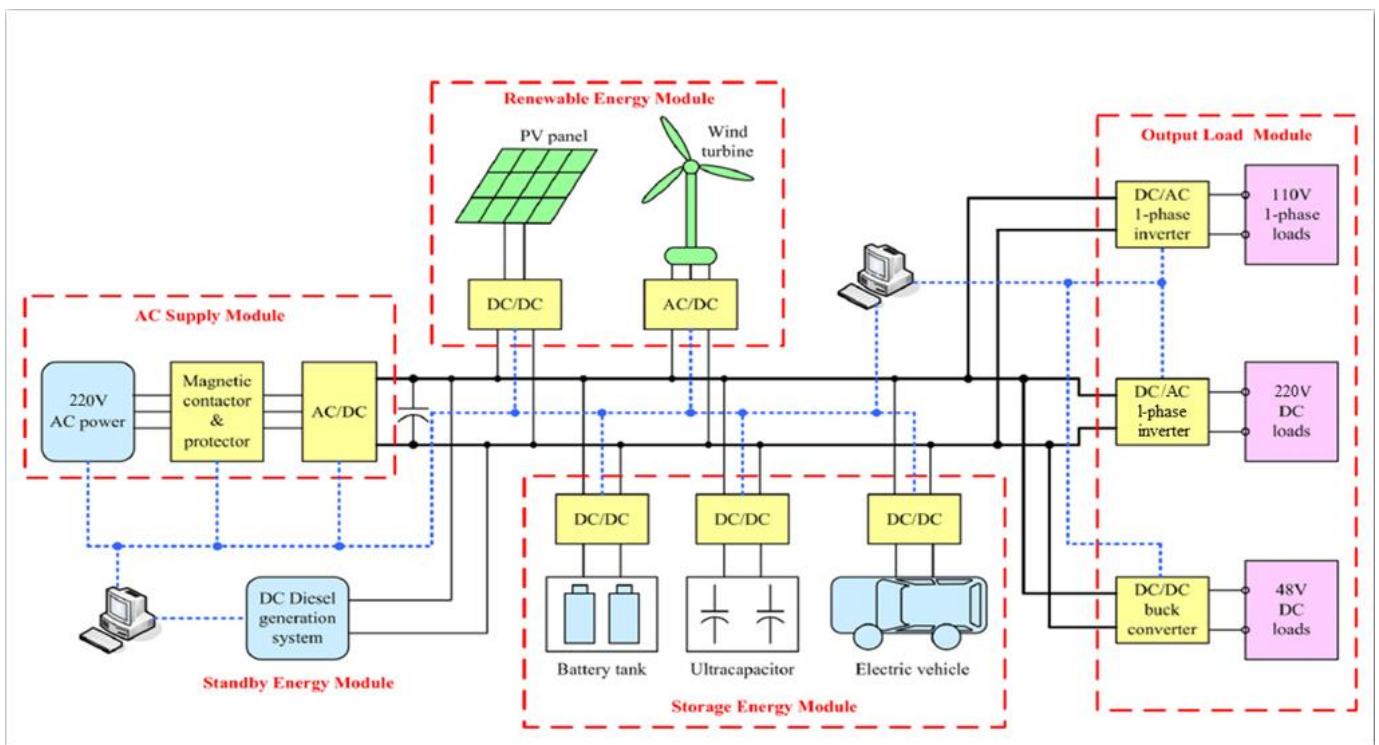 Renewable Energy Module
PV panel
Wind
turbine
DC/DC
AC/DC
AC Supply Module
220V
AC power
Magnetic
contactor
&
protector
AC/DC
DC Diesel
generation
system
Standby Energy Module
DC/DC
DC/DC
DC/DC
Battery tank
Ultracapacitor
Electric vehicle
Storage Energy Module
Output Load Module
DC/AC
1-phase
inverter
110V
1-phase
loads
DC/AC
1-phase
inverter
220V
DC
loads
DC/DC
buck
converter
48V
DC
loads